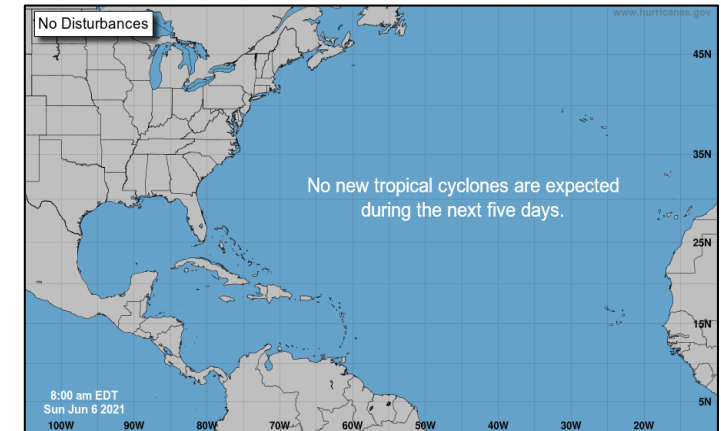 No Disturbances
www.hurricanes.gov
45N
35N
No new tropical cyclones are expected
during the next five days.
25N
15N
8:00 am EDT
Sun Jun 6 2021
5N
100W 90W 80W 70W 60W 50W 40W 30W 20W